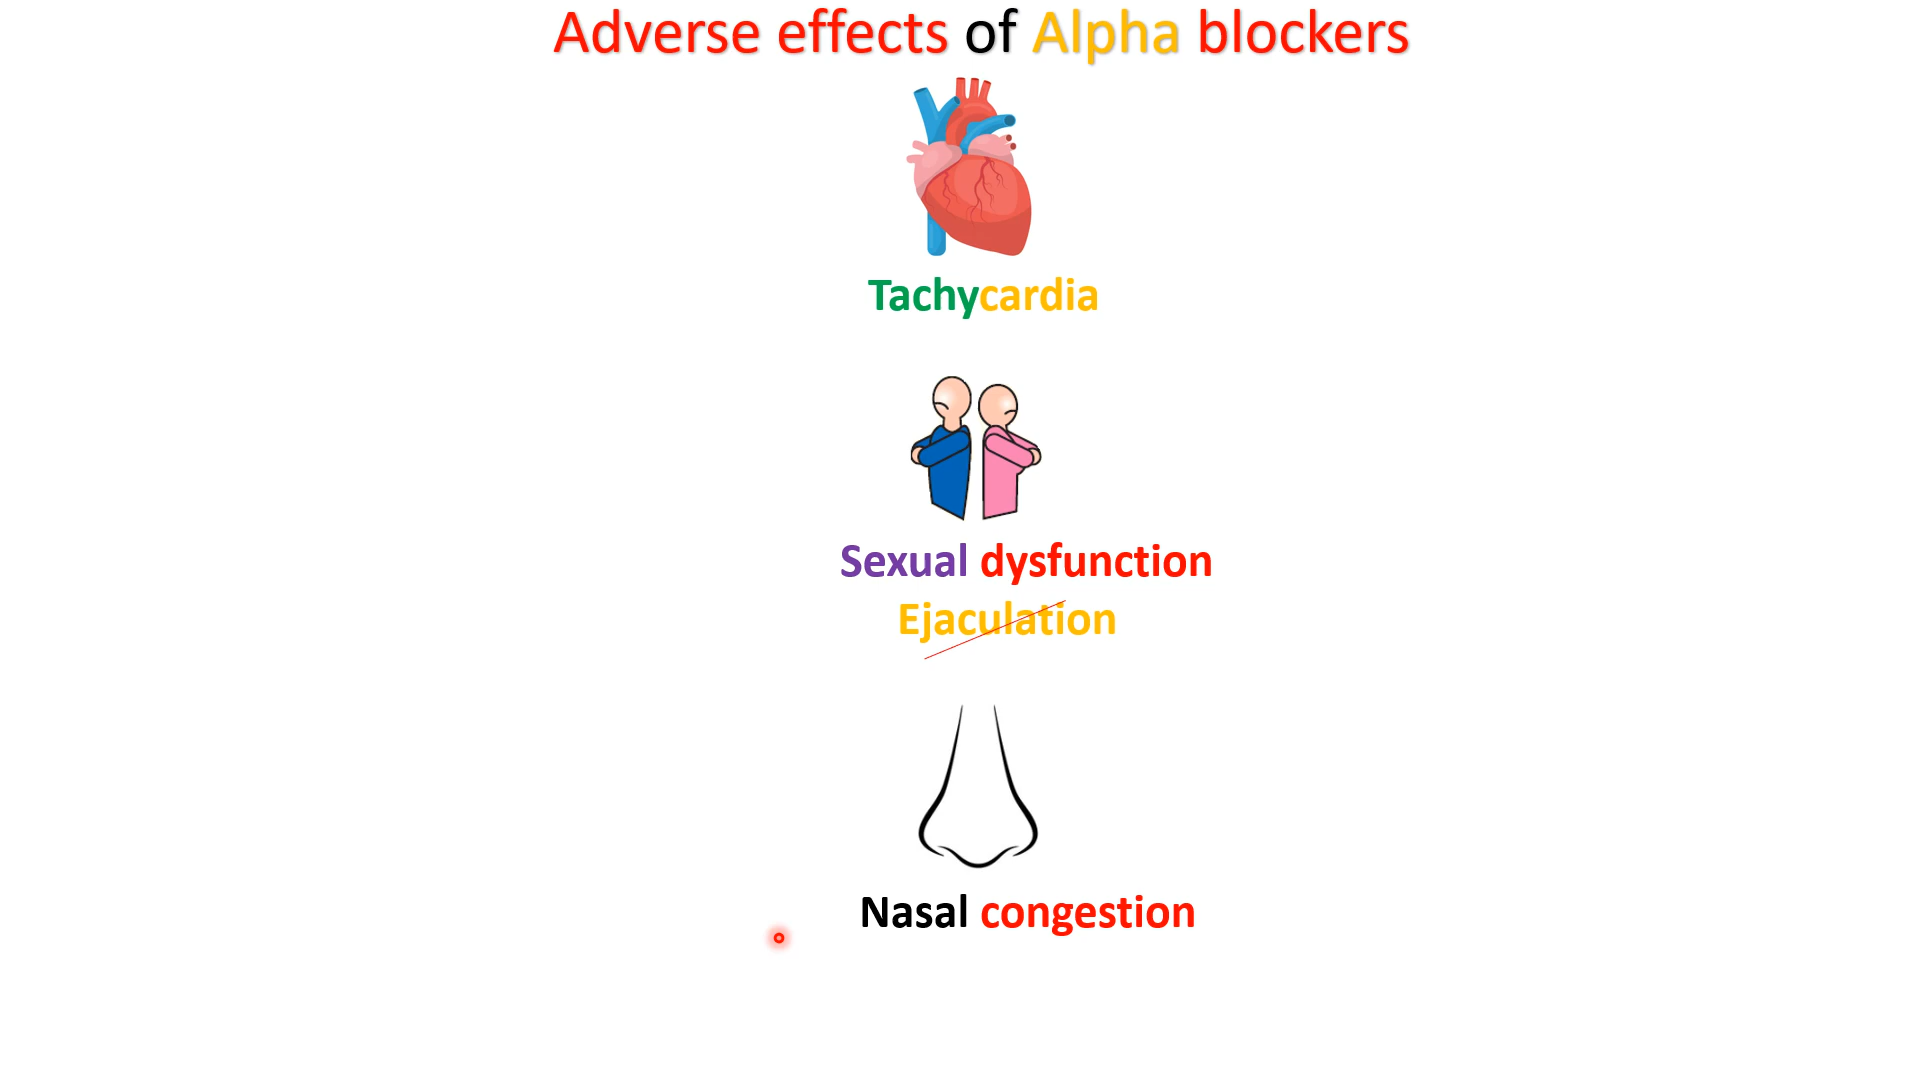 Adverse effects of Alpha blockers
Tachycardia
Sexual dysfunction
Ejaculation
Nasal congestion